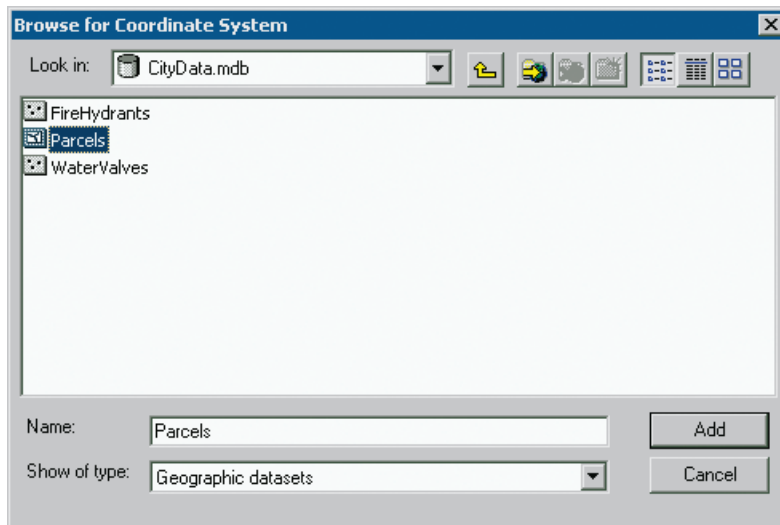 Browse for Coordinate System
Look in: CityData.mdb
FireHydrants
Parcels
WaterValves
Name: Parcels Add
Show of type: Geographic datasets Cancel